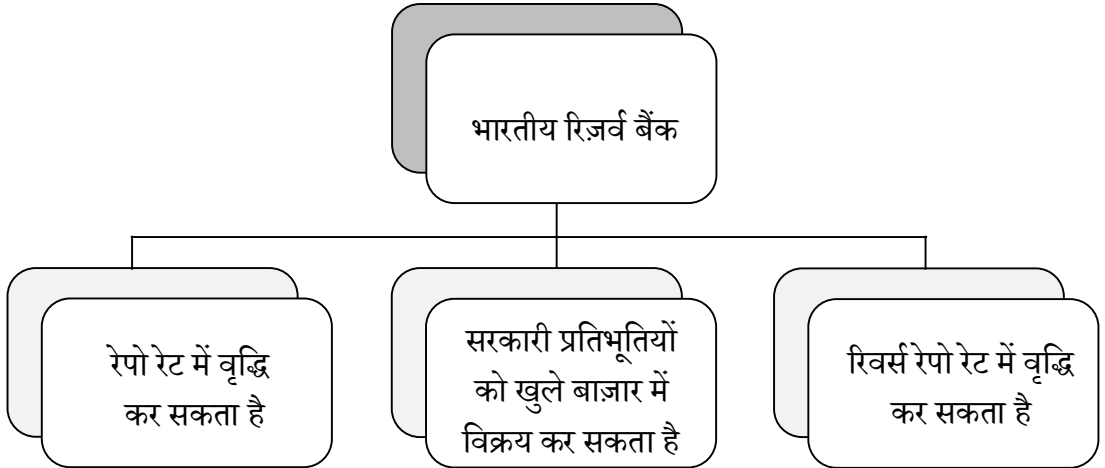 भारतीय रिज़र्व बैंक
रेपो रेट में वृद्धि
कर सकता है
सरकारी प्रतिभूतियों
को खुले बाज़ार में
विक्रय कर सकता है
रिवर्स रेपो रेट में वृद्धि
कर सकता है